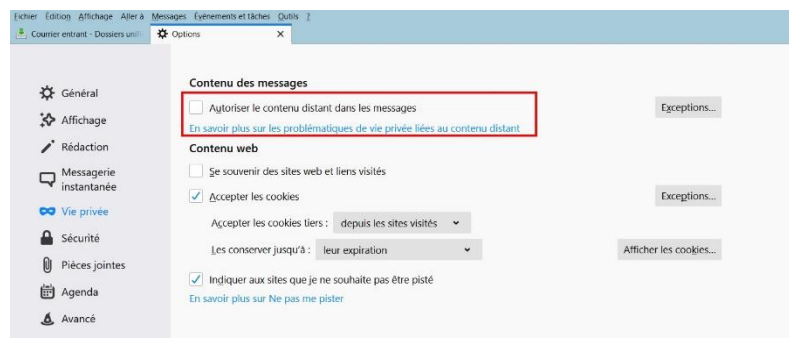 Fichier Édition Affichage Aller à Messages Évènements et tâches Outils ?
Courrier entrant - Dossiers unifi Options ×
Contenu des messages
Général
Autoriser le contenu distant dans les messages Exceptions...
Affichage
En savoir plus sur les problématiques de vie privée liées au contenu distant
Rédaction
Contenu web
Messagerie
instantanée
Se souvenir des sites web et liens visités
Accepter les cookies Exceptions...
Vie privée
Accepter les cookies tiers : depuis les sites visités
Sécurité
Les conserver jusqu'à : leur expiration Afficher les cookies...
Pièces jointes
Indiquer aux sites que je ne souhaite pas être pisté
Agenda
En savoir plus sur Ne pas me pister
Avancé